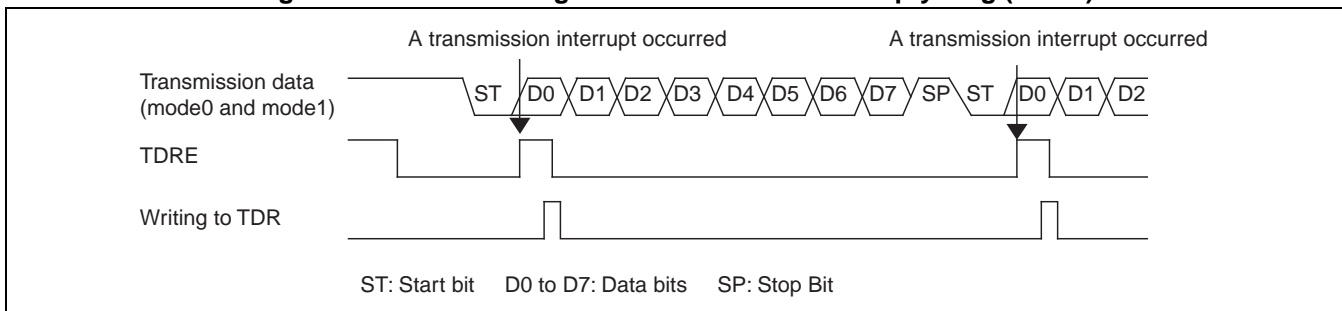 A transmission interrupt occurred A transmission interrupt occurred
Transmission data
(mode0 and mode1)
ST D0 D1 D2 D3 D4 D5 D6 D7 SP ST D0 D1 D2
TDRE
Writing to TDR
ST: Start bit D0 to D7: Data bits SP: Stop Bit